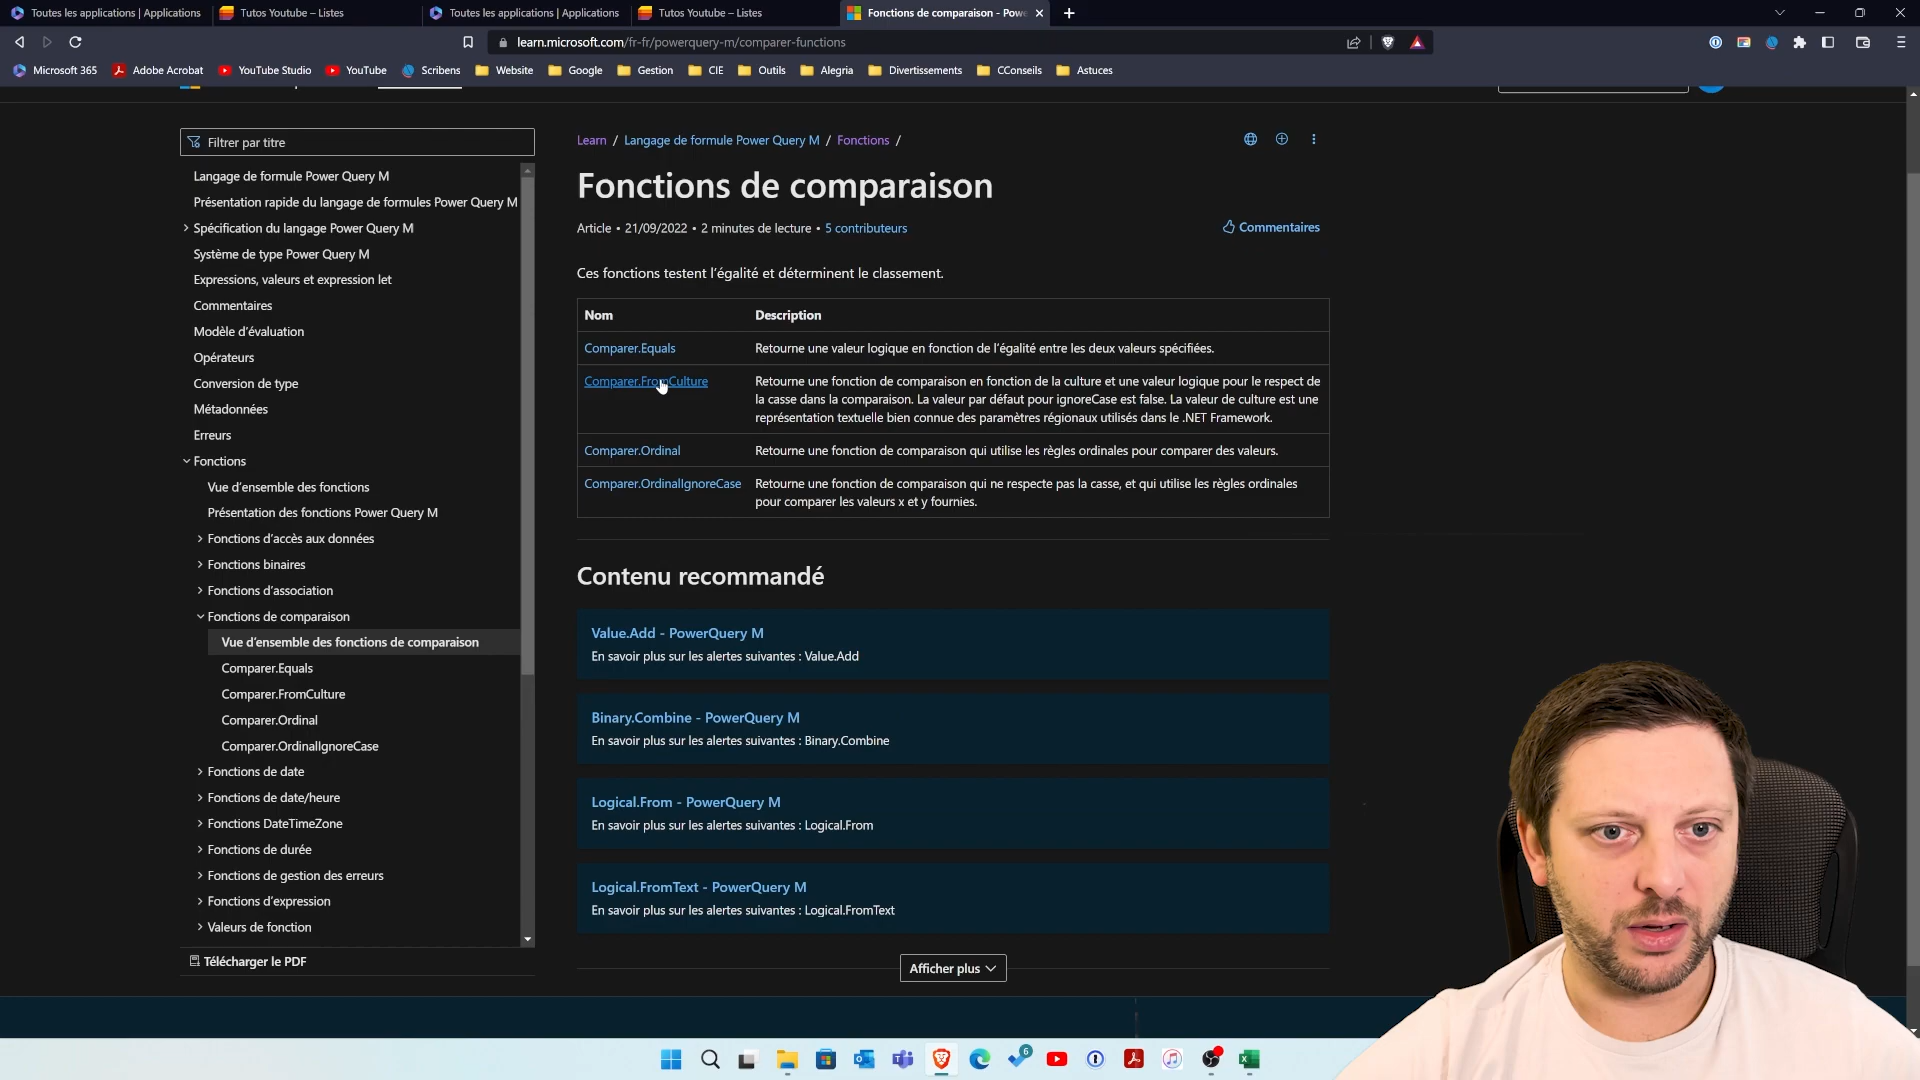 Toutes les applications | Applications
Tutos Youtube – Listes
Toutes les applications | Applications
Tutos Youtube – Listes
Fonctions de comparaison - Powe
learn.microsoft.com/fr-fr/powerquery-m/comparer-functions
Microsoft 365
Adobe Acrobat
YouTube Studio
YouTube
Scribens
Website
Google
Gestion
CIE
Outils
Alegria
Divertissements
CConseils
Astuces
Filtrer par titre
Langage de formule Power Query M
Présentation rapide du langage de formules Power Query M
Spécification du langage Power Query M
Système de type Power Query M
Expressions, valeurs et expression let
Commentaires
Modèle d'évaluation
Opérateurs
Conversion de type
Métadonnées
Erreurs
Fonctions
Vue d'ensemble des fonctions
Présentation des fonctions Power Query M
Fonctions d'accès aux données
Fonctions binaires
Fonctions d'association
Fonctions de comparaison
Vue d'ensemble des fonctions de comparaison
Comparer.Equals
Comparer.FromCulture
Comparer.Ordinal
Comparer.OrdinalIgnoreCase
Fonctions de date
Fonctions de date/heure
Fonctions DateTimeZone
Fonctions de durée
Fonctions de gestion des erreurs
Fonctions d'expression
Valeurs de fonction
Télécharger le PDF
Learn / Langage de formule Power Query M / Fonctions /
Fonctions de comparaison
Article • 21/09/2022 • 2 minutes de lecture • 5 contributeurs
Commentaires
Ces fonctions testent l'égalité et déterminent le classement.
Nom Description
Comparer.Equals Retourne une valeur logique en fonction de l'égalité entre les deux valeurs spécifiées.
Comparer.FromCulture Retourne une fonction de comparaison en fonction de la culture et une valeur logique pour le respect de
la casse dans la comparaison. La valeur par défaut pour ignoreCase est false. La valeur de culture est une
représentation textuelle bien connue des paramètres régionaux utilisés dans le .NET Framework.
Comparer.Ordinal Retourne une fonction de comparaison qui utilise les règles ordinales pour comparer des valeurs.
Comparer.OrdinalIgnoreCase Retourne une fonction de comparaison qui ne respecte pas la casse, et qui utilise les règles ordinales
pour comparer les valeurs x et y fournies.
Contenu recommandé
Value.Add - PowerQuery M
En savoir plus sur les alertes suivantes : Value.Add
Binary.Combine - PowerQuery M
En savoir plus sur les alertes suivantes : Binary.Combine
Logical.From - PowerQuery M
En savoir plus sur les alertes suivantes : Logical.From
Logical.FromText - PowerQuery M
En savoir plus sur les alertes suivantes : Logical.FromText
Afficher plus
6